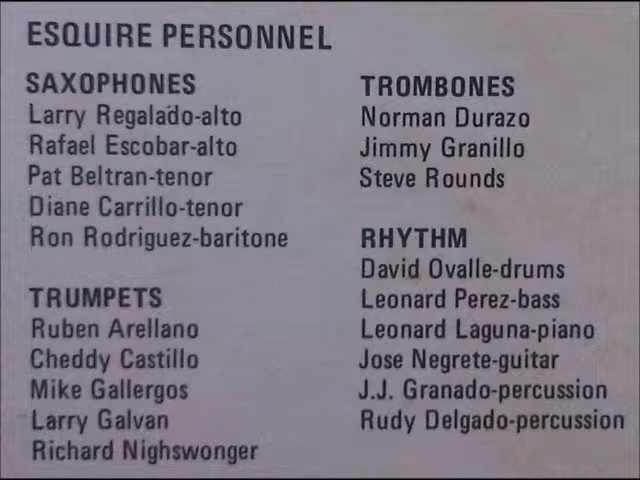 ESQUIRE PERSONNEL
SAXOPHONES
Larry Regalado-alto
Rafael Escobar-alto
Pat Beltran-tenor
Diane Carrillo-tenor
Ron Rodriguez-baritone
TRUMPETS
Ruben Arellano
Cheddy Castillo
Mike Gallergos
Larry Galvan
Richard Nighswonger
TROMBONES
Norman Durazo
Jimmy Granillo
Steve Rounds
RHYTHM
David Ovalle-drums
Leonard Perez-bass
Leonard Laguna-piano
Jose Negrete-guitar
J.J. Granado-percussion
Rudy Delgado-percussion